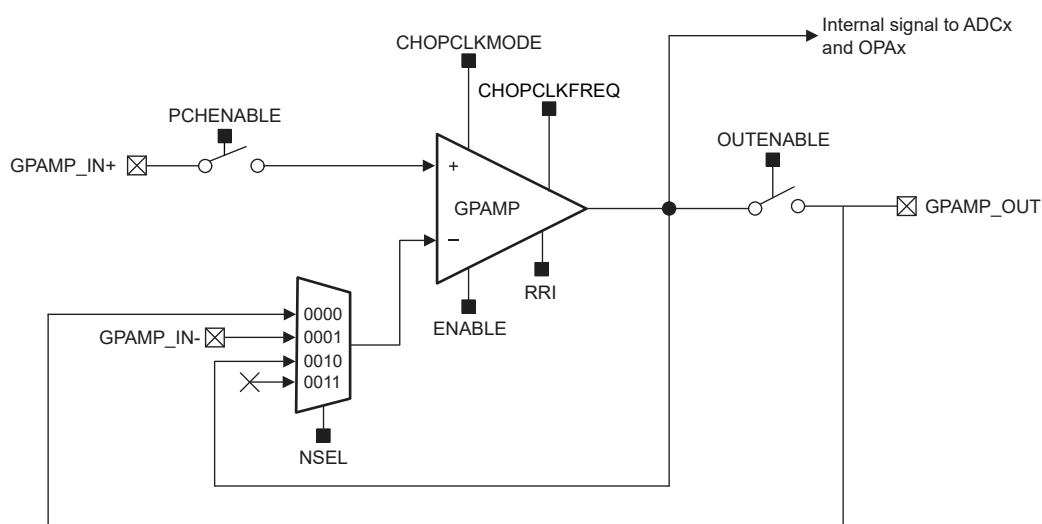 Internal signal to ADCx
and OPAx
CHOPCLKMODE
CHOPCLKFREQ
PCHENABLE
OUTENABLE
GPAMP_IN+
+
GPAMP
GPAMP_OUT
−
RRI
ENABLE
0000
GPAMP_IN-
0001
0010
0011
NSEL